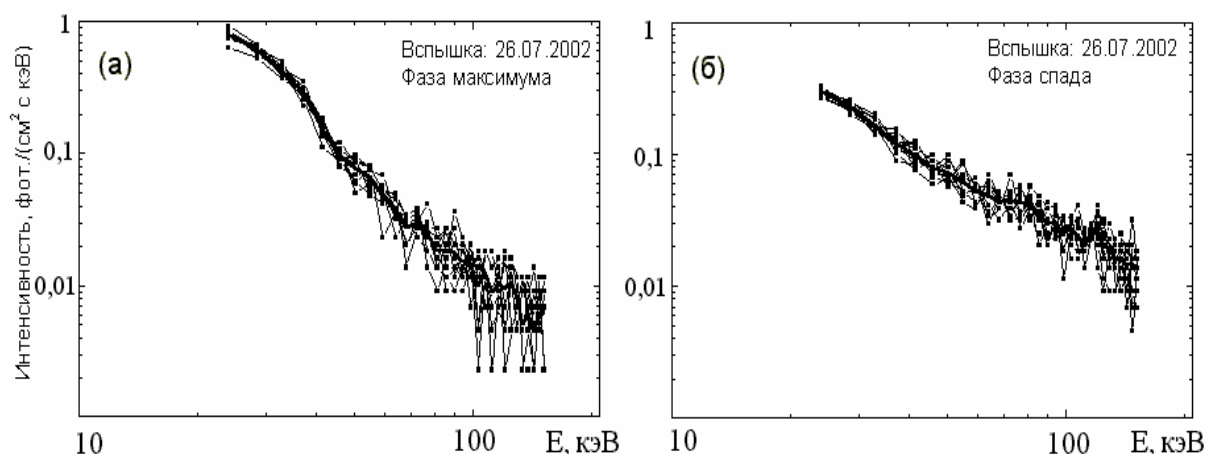 1
(а)
Вспышка: 26.07.2002
Фаза максимума
0,1
0,01
Интенсивность, фот./(см² с кэВ)
10
100
Е, кэВ
1
(б)
Вспышка: 26.07.2002
Фаза спада
0,1
0,01
10
100
Е, кэВ